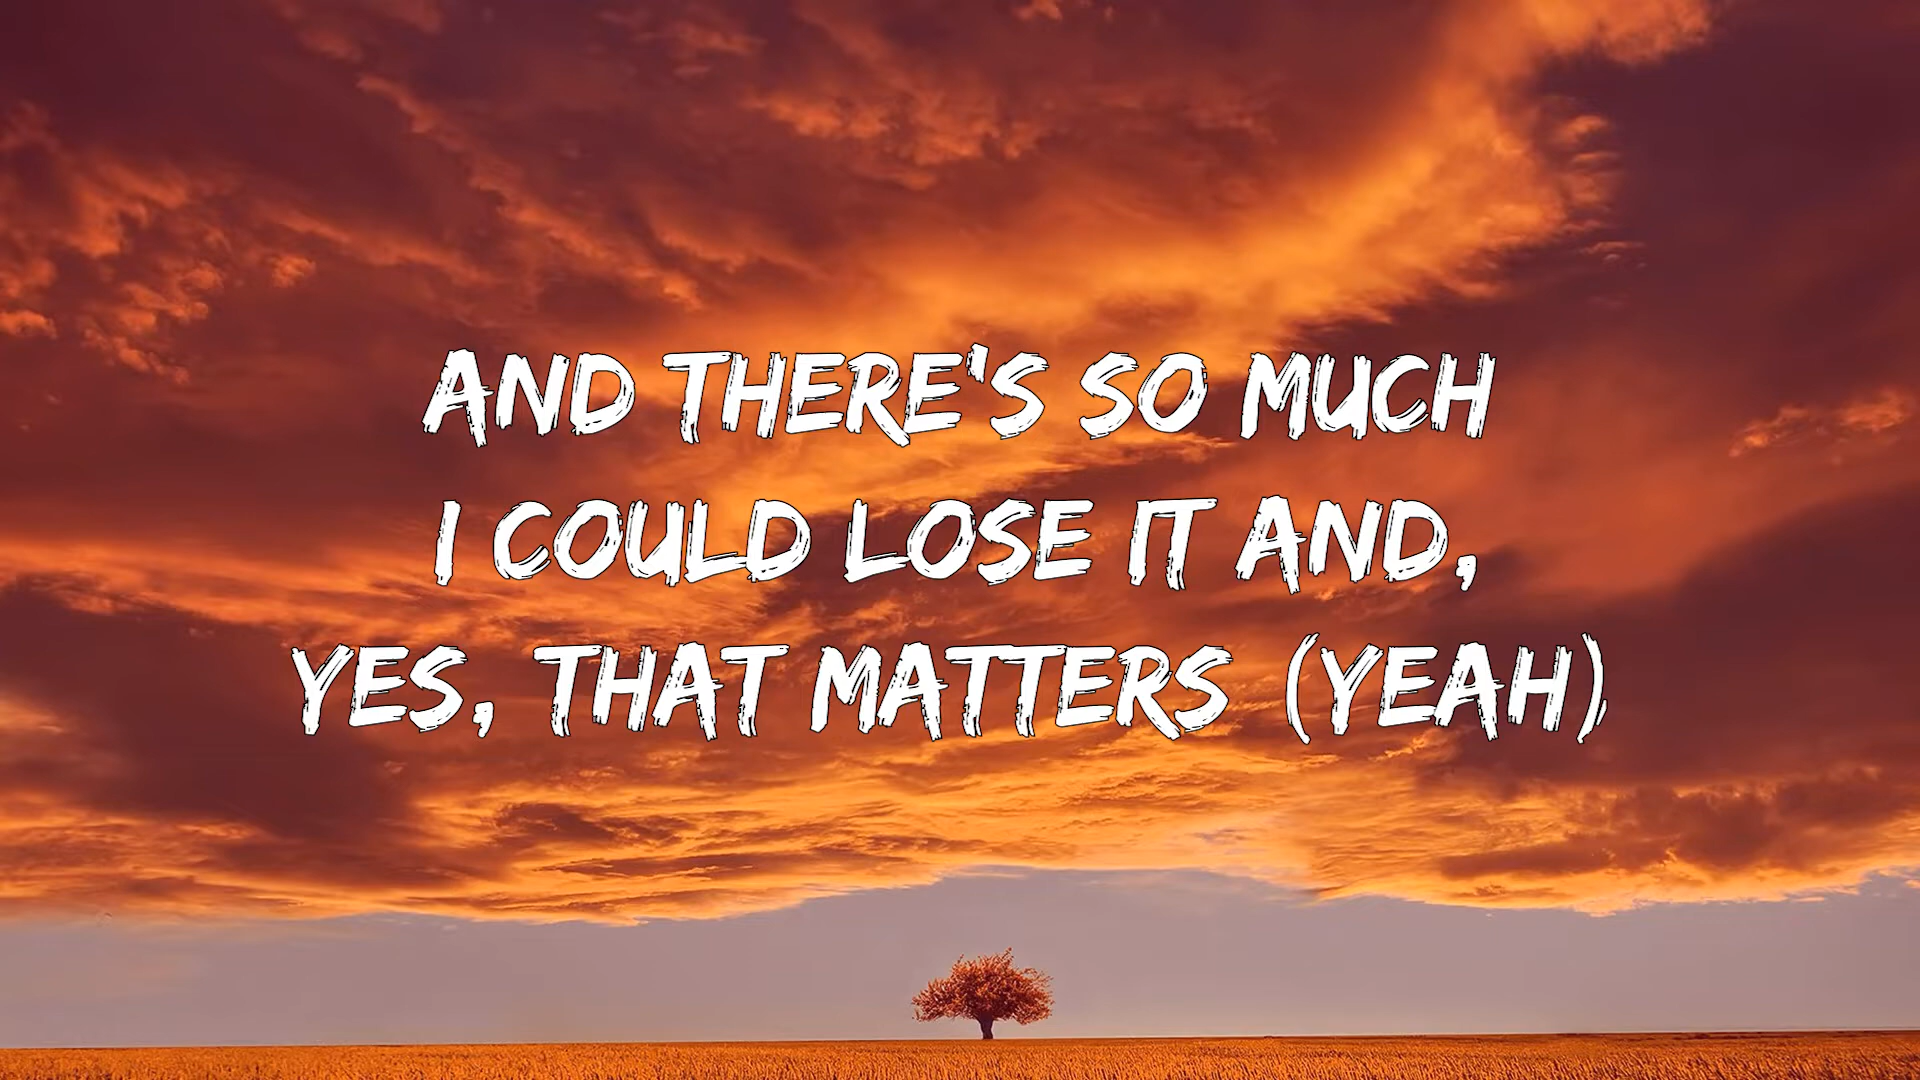 AND THERE'S SO MUCH
I COULD LOSE IT AND,
YES, THAT MATTERS (YEAH)